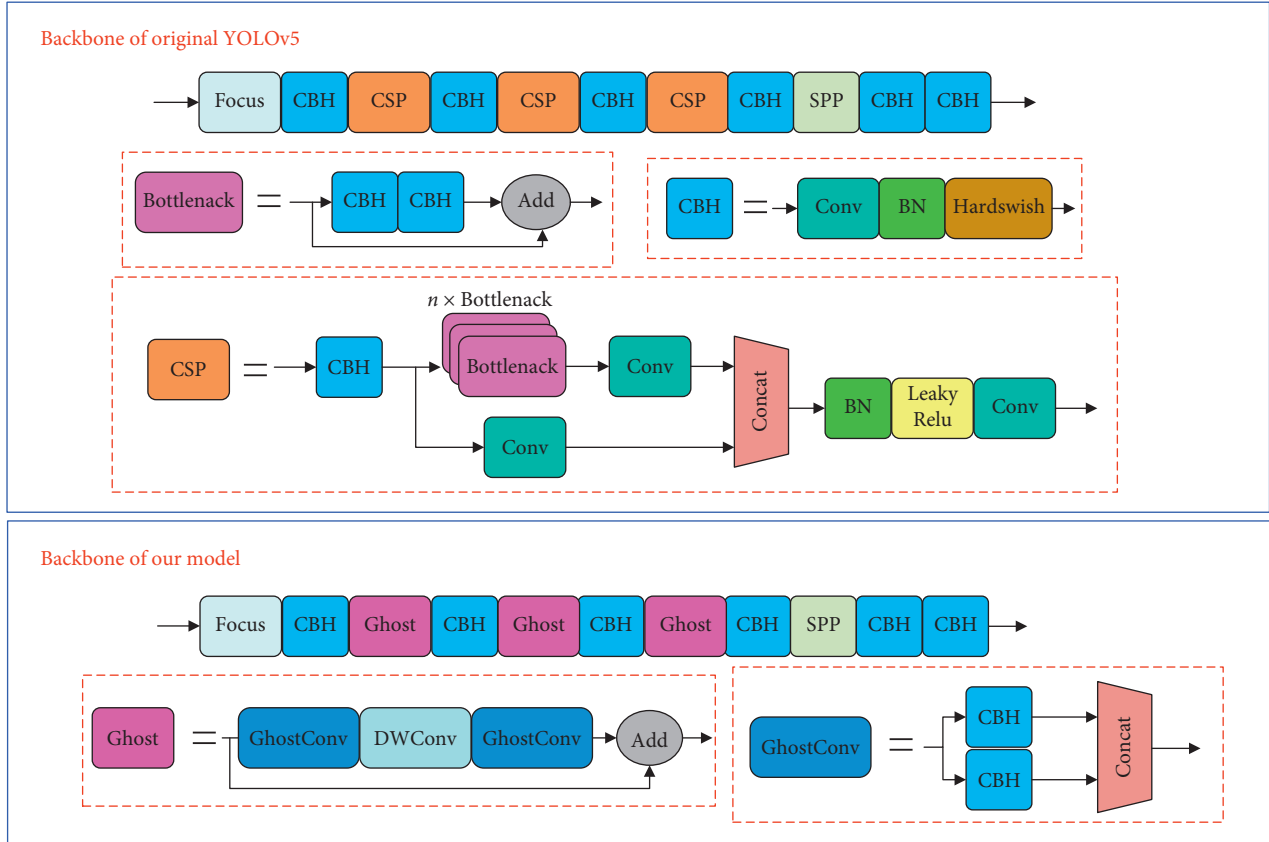 Backbone of original YOLOv5
Focus CBH CSP CBH CSP CBH CSP CBH SPP CBH CBH
Bottlenack = CBH CBH Add
CBH = Conv BN Hardswish
n × Bottlenack
CSP = CBH Bottlenack Conv Concat BN Leaky Relu Conv
Conv
Backbone of our model
Focus CBH Ghost CBH Ghost CBH Ghost CBH SPP CBH CBH
Ghost = GhostConv DWConv GhostConv Add
GhostConv = CBH CBH Concat